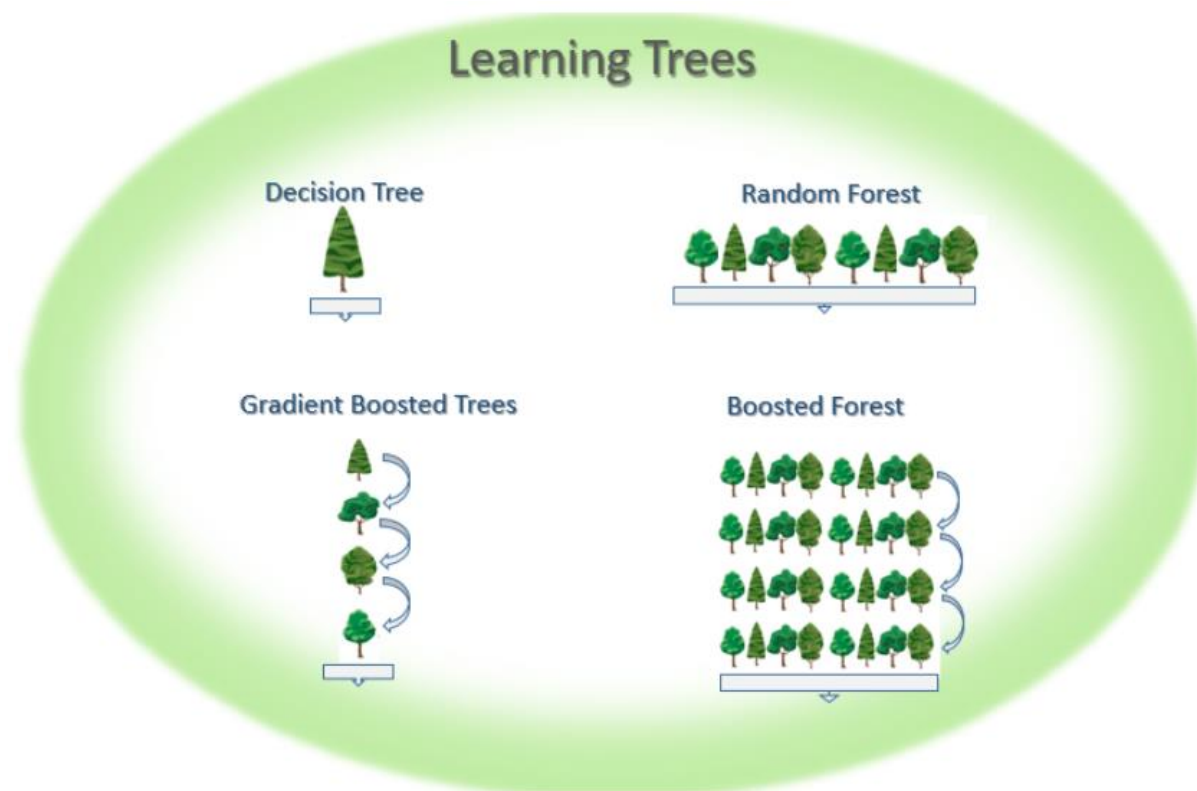 Learning Trees
Decision Tree
Random Forest
Gradient Boosted Trees
Boosted Forest